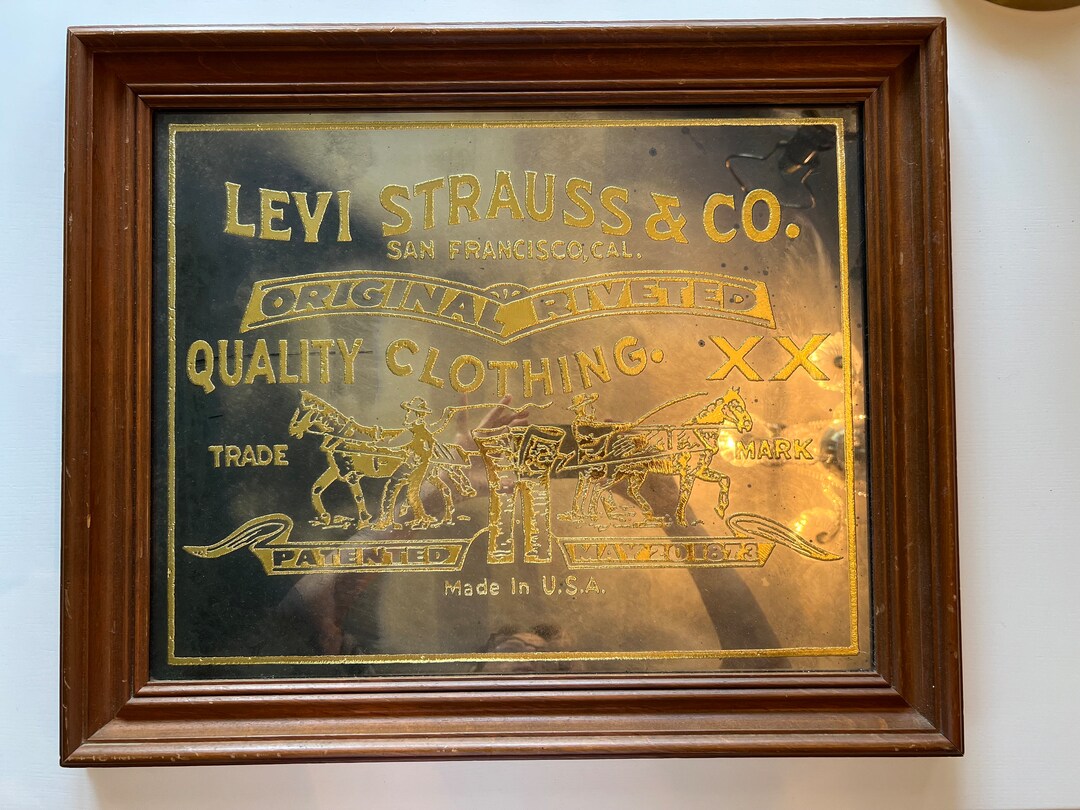 LEVI STRAUSS & CO.
SAN FRANCISCO, CAL.
ORIGINAL RIVETED
QUALITY CLOTHING. XX
TRADE MARK
PATENTED MAY 20 1873
Made in U.S.A.